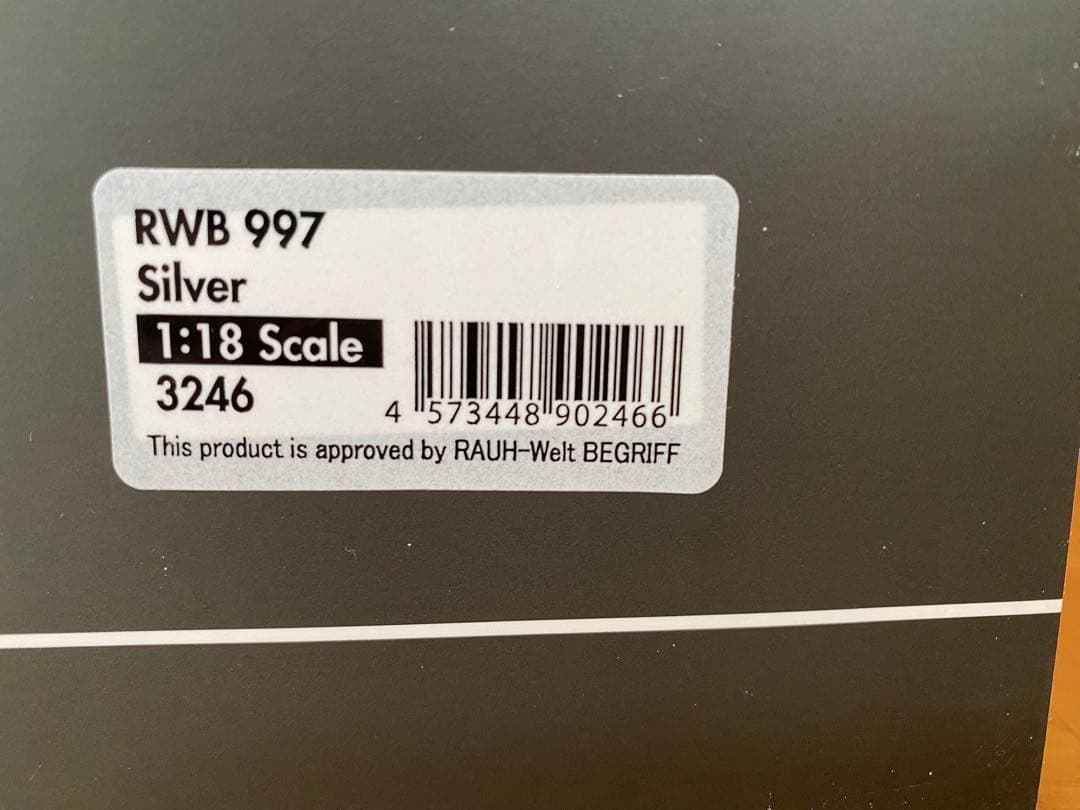 RWB 997
Silver
1:18 Scale
3246
4 573448 902466
This product is approved by RAUH-Welt BEGRIFF